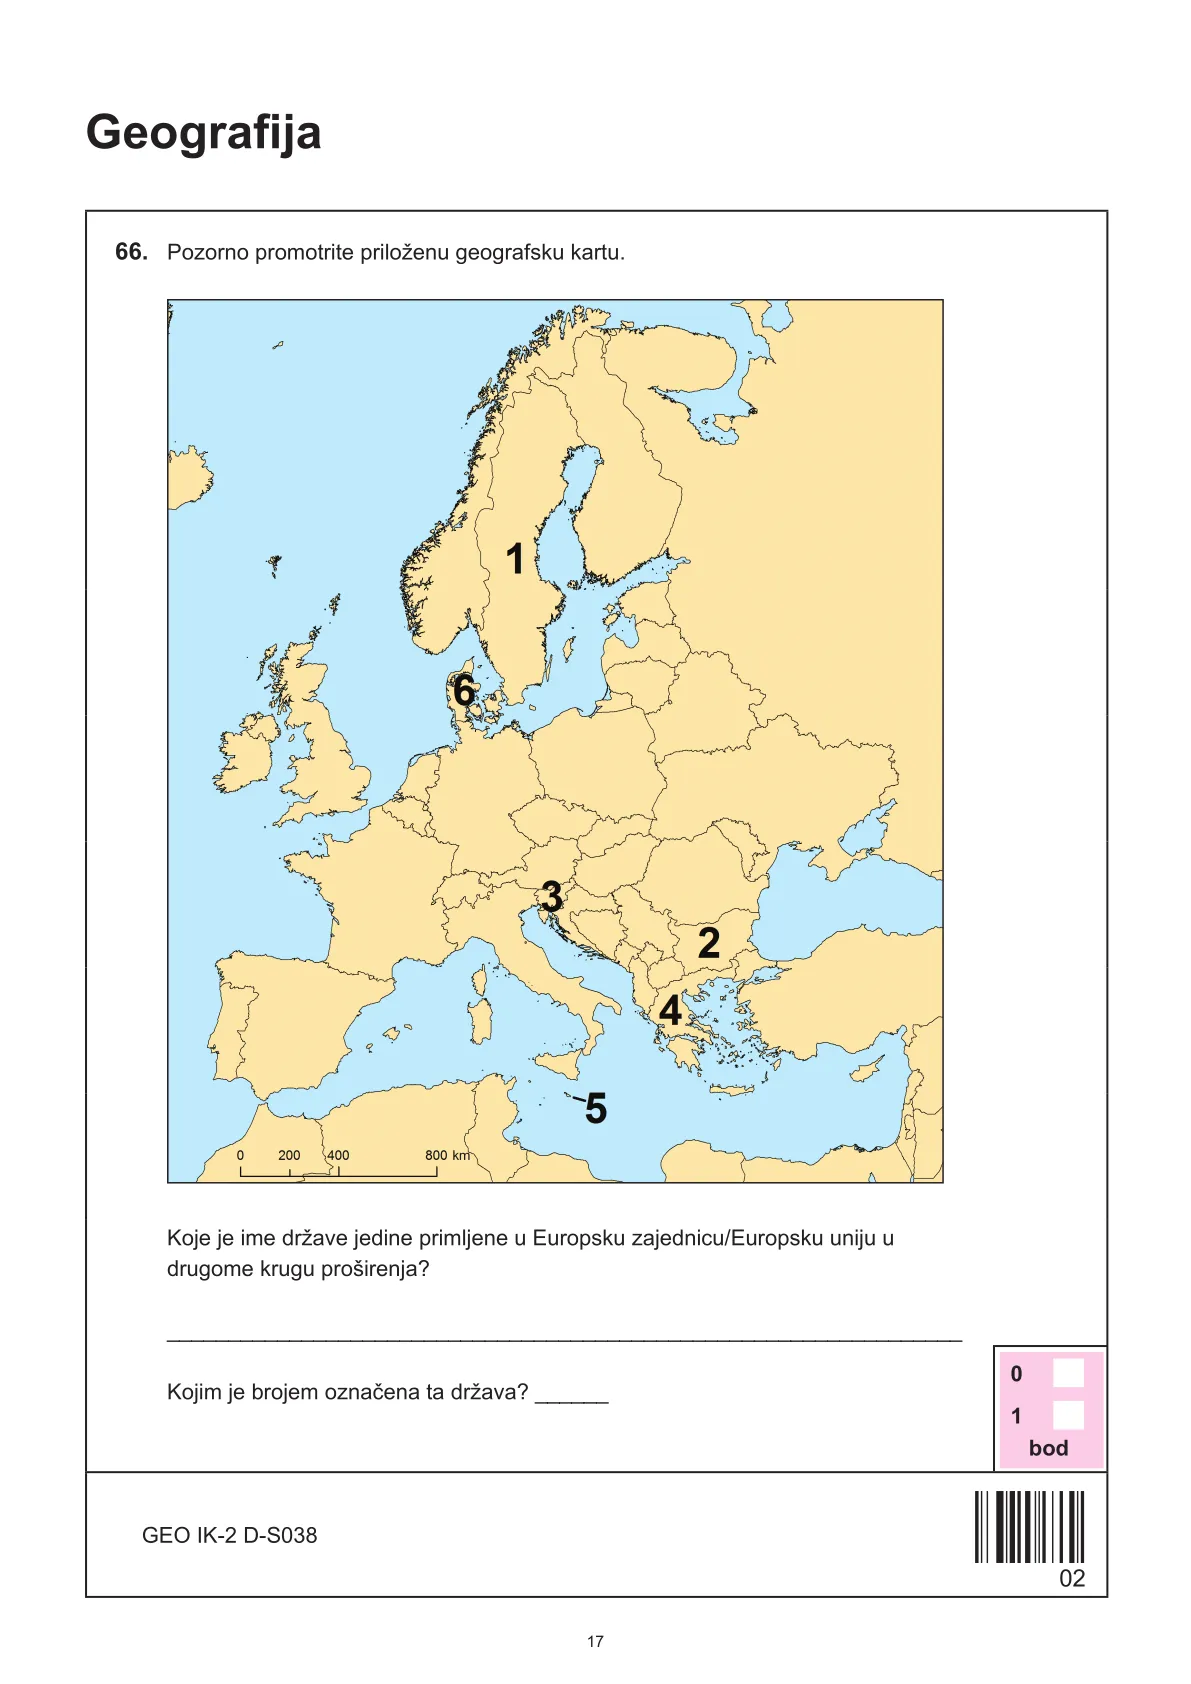 Geografija
66. Pozorno promotrite priloženu geografsku kartu.
1
6
3
2
4
5
0 200 400 800 km
Koje je ime države jedine primljene u Europsku zajednicu/Europsku uniju u
drugome krugu proširenja?
Kojim je brojem označena ta država? ______
0
1
bod
GEO IK-2 D-S038
02
17